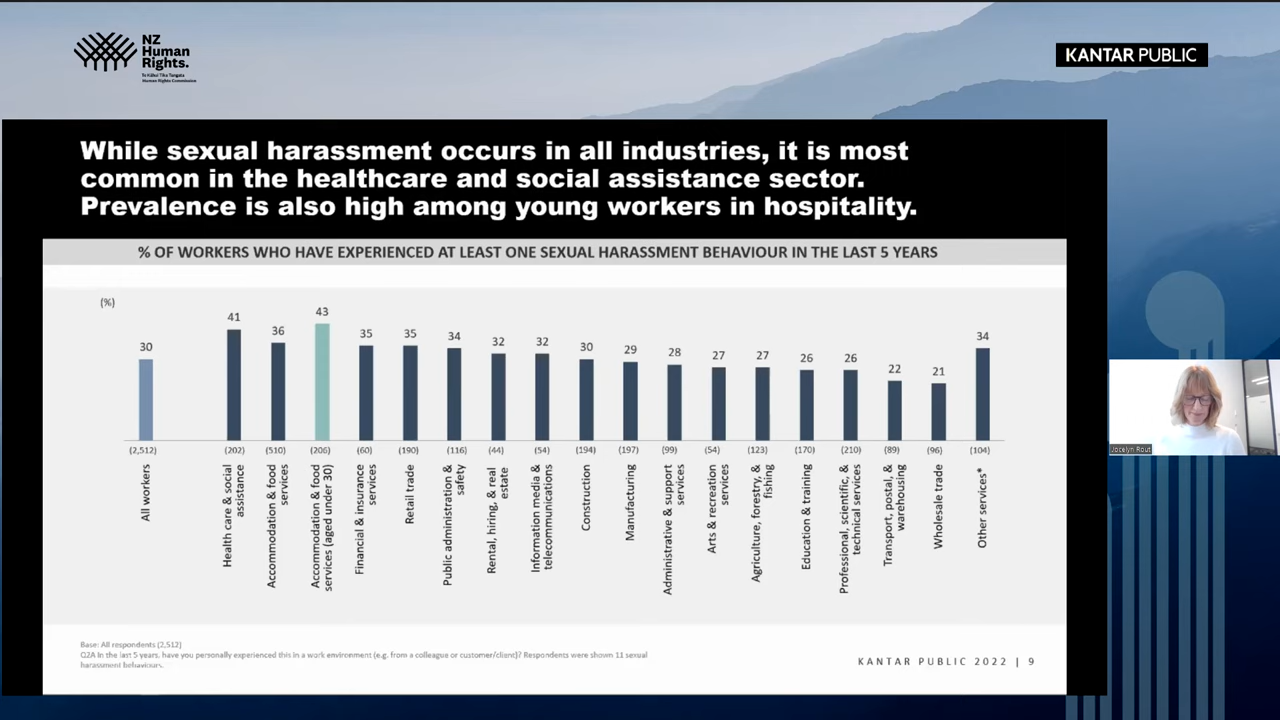 NZ
Human
Rights.
Te Kāhui Tika Tangata
Human Rights Commission
KANTAR PUBLIC
While sexual harassment occurs in all industries, it is most
common in the healthcare and social assistance sector.
Prevalence is also high among young workers in hospitality.
% OF WORKERS WHO HAVE EXPERIENCED AT LEAST ONE SEXUAL HARASSMENT BEHAVIOUR IN THE LAST 5 YEARS
(%)
30
41
36
43
35
35
34
32
32
30
29
28
27
27
26
26
22
21
34
(2,512)
(202)
(510)
(206)
(60)
(190)
(116)
(44)
(54)
(194)
(197)
(99)
(54)
(123)
(170)
(210)
(89)
(96)
(104)
All workers
Health care & social
assistance
Accommodation & food
services
Accommodation & food
services (aged under 30)
Financial & insurance
services
Retail trade
Public administration &
safety
Rental, hiring, & real
estate
Information media &
telecommunications
Construction
Manufacturing
Administrative & support
services
Arts & recreation
services
Agriculture, forestry, &
fishing
Education & training
Professional, scientific, &
technical services
Transport, postal, &
warehousing
Wholesale trade
Other services*
Base: All respondents (2,512)
Q2A In the last 5 years, have you personally experienced this in a work environment (e.g. from a colleague or customer/client)? Respondents were shown 11 sexual
harassment behaviours.
KANTAR PUBLIC 2022 | 9
Jocelyn Rout